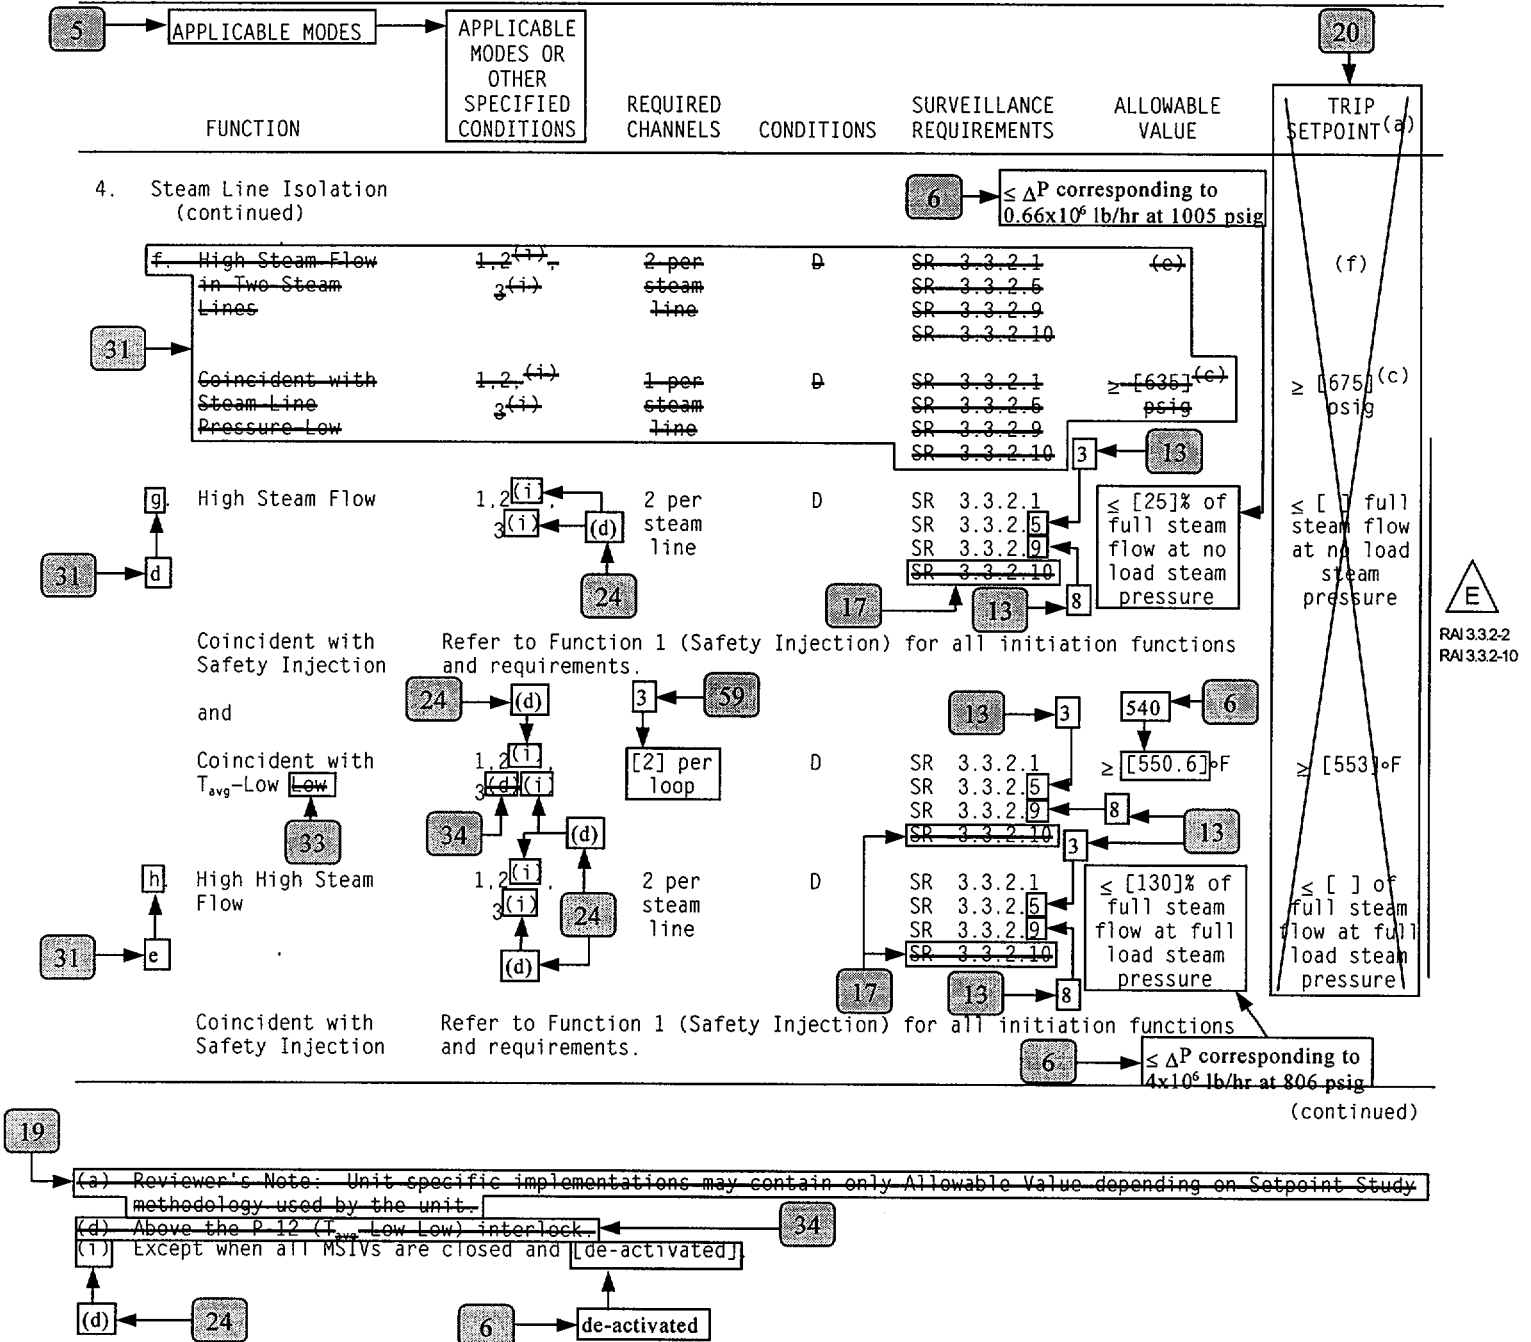 5 APPLICABLE MODES APPLICABLE MODES OR OTHER SPECIFIED CONDITIONS 20
FUNCTION REQUIRED CHANNELS CONDITIONS SURVEILLANCE REQUIREMENTS ALLOWABLE VALUE TRIP SETPOINT(a)
4. Steam Line Isolation
(continued)
6 ≤ ΔP corresponding to
0.66x10⁶ lb/hr at 1005 psig
f. High Steam Flow 1,2(i), 2 per D SR 3.3.2.1 (e) (f)
in Two Steam 3(i) steam SR 3.3.2.5
Lines line SR 3.3.2.9
SR 3.3.2.10
31
Coincident with 1,2,(i) 1 per D SR 3.3.2.1 ≥ [635](c) ≥ [675](c)
Steam Line 3(i) steam SR 3.3.2.5 psig psig
Pressure-Low line SR 3.3.2.9
SR 3.3.2.10 3 13
g. High Steam Flow 1,2(i), 2 per D SR 3.3.2.1 ≤ [25]% of ≤ [ ] full
3(i) (d) steam SR 3.3.2.5 full steam steam flow
line SR 3.3.2.9 flow at no at no load
31 d 24 SR 3.3.2.10 load steam steam
17 13 8 pressure pressure
E
RAI 3.3.2-2
RAI 3.3.2-10
Coincident with Refer to Function 1 (Safety Injection) for all initiation functions
Safety Injection and requirements.
24 (d) 3 59 13 3 540 6
and
Coincident with 1,2(i), [2] per D SR 3.3.2.1 ≥ [550.6]°F ≥ [553]°F
Tavg-Low Low 3(d)(i) loop SR 3.3.2.5
SR 3.3.2.9 8
33 34 (d) SR 3.3.2.10 3 13
h. High High Steam 1,2(i), 2 per D SR 3.3.2.1 ≤ [130]% of ≤ [ ] of
Flow 3(i) 24 steam SR 3.3.2.5 full steam full steam
line SR 3.3.2.9 flow at full flow at full
31 e (d) SR 3.3.2.10 load steam load steam
17 13 8 pressure pressure
Coincident with Refer to Function 1 (Safety Injection) for all initiation functions
Safety Injection and requirements.
6 ≤ ΔP corresponding to
4x10⁶ lb/hr at 806 psig
(continued)
19
(a) Reviewer's Note: Unit specific implementations may contain only Allowable Value depending on Setpoint Study
methodology used by the unit.
(d) Above the P-12 (Tavg-Low Low) interlock. 34
(i) Except when all MSIVs are closed and [de-activated].
(d) 24 6 de-activated